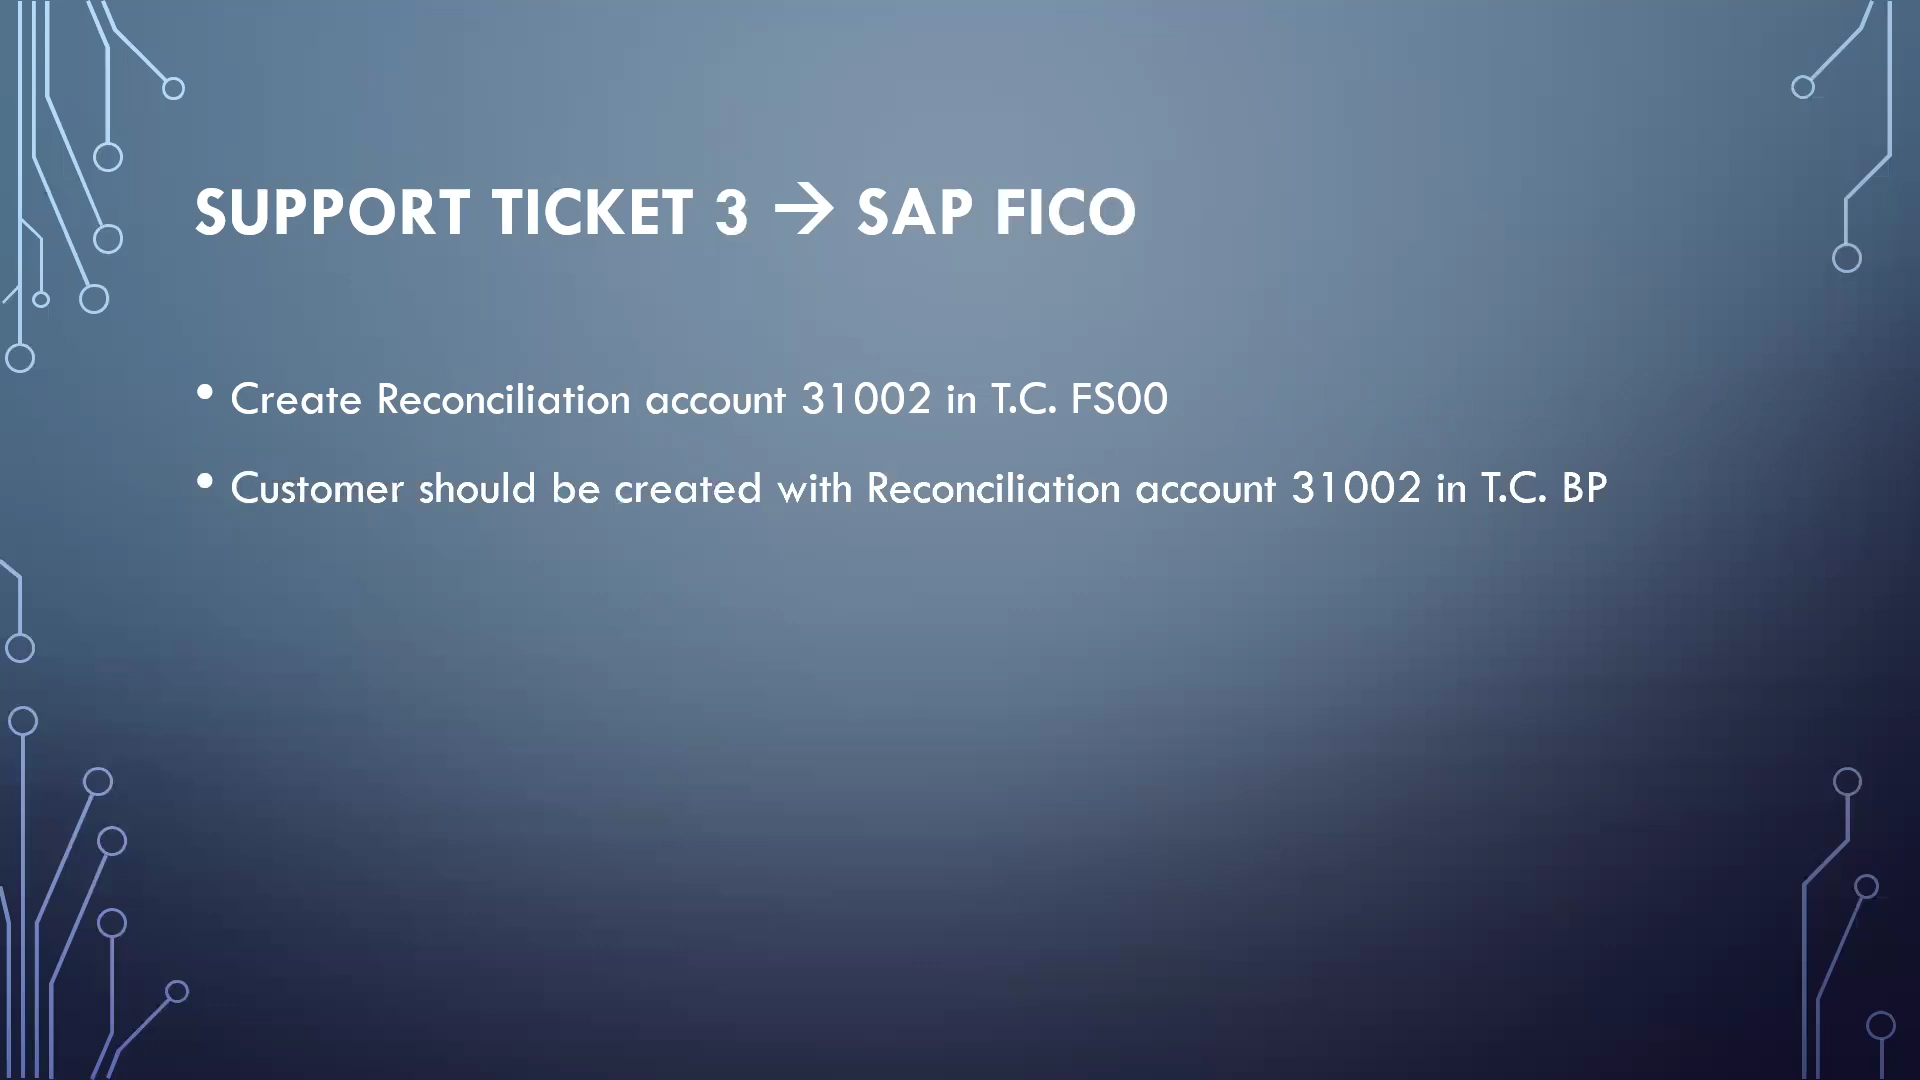 SUPPORT TICKET 3 → SAP FICO
• Create Reconciliation account 31002 in T.C. FS00
• Customer should be created with Reconciliation account 31002 in T.C. BP